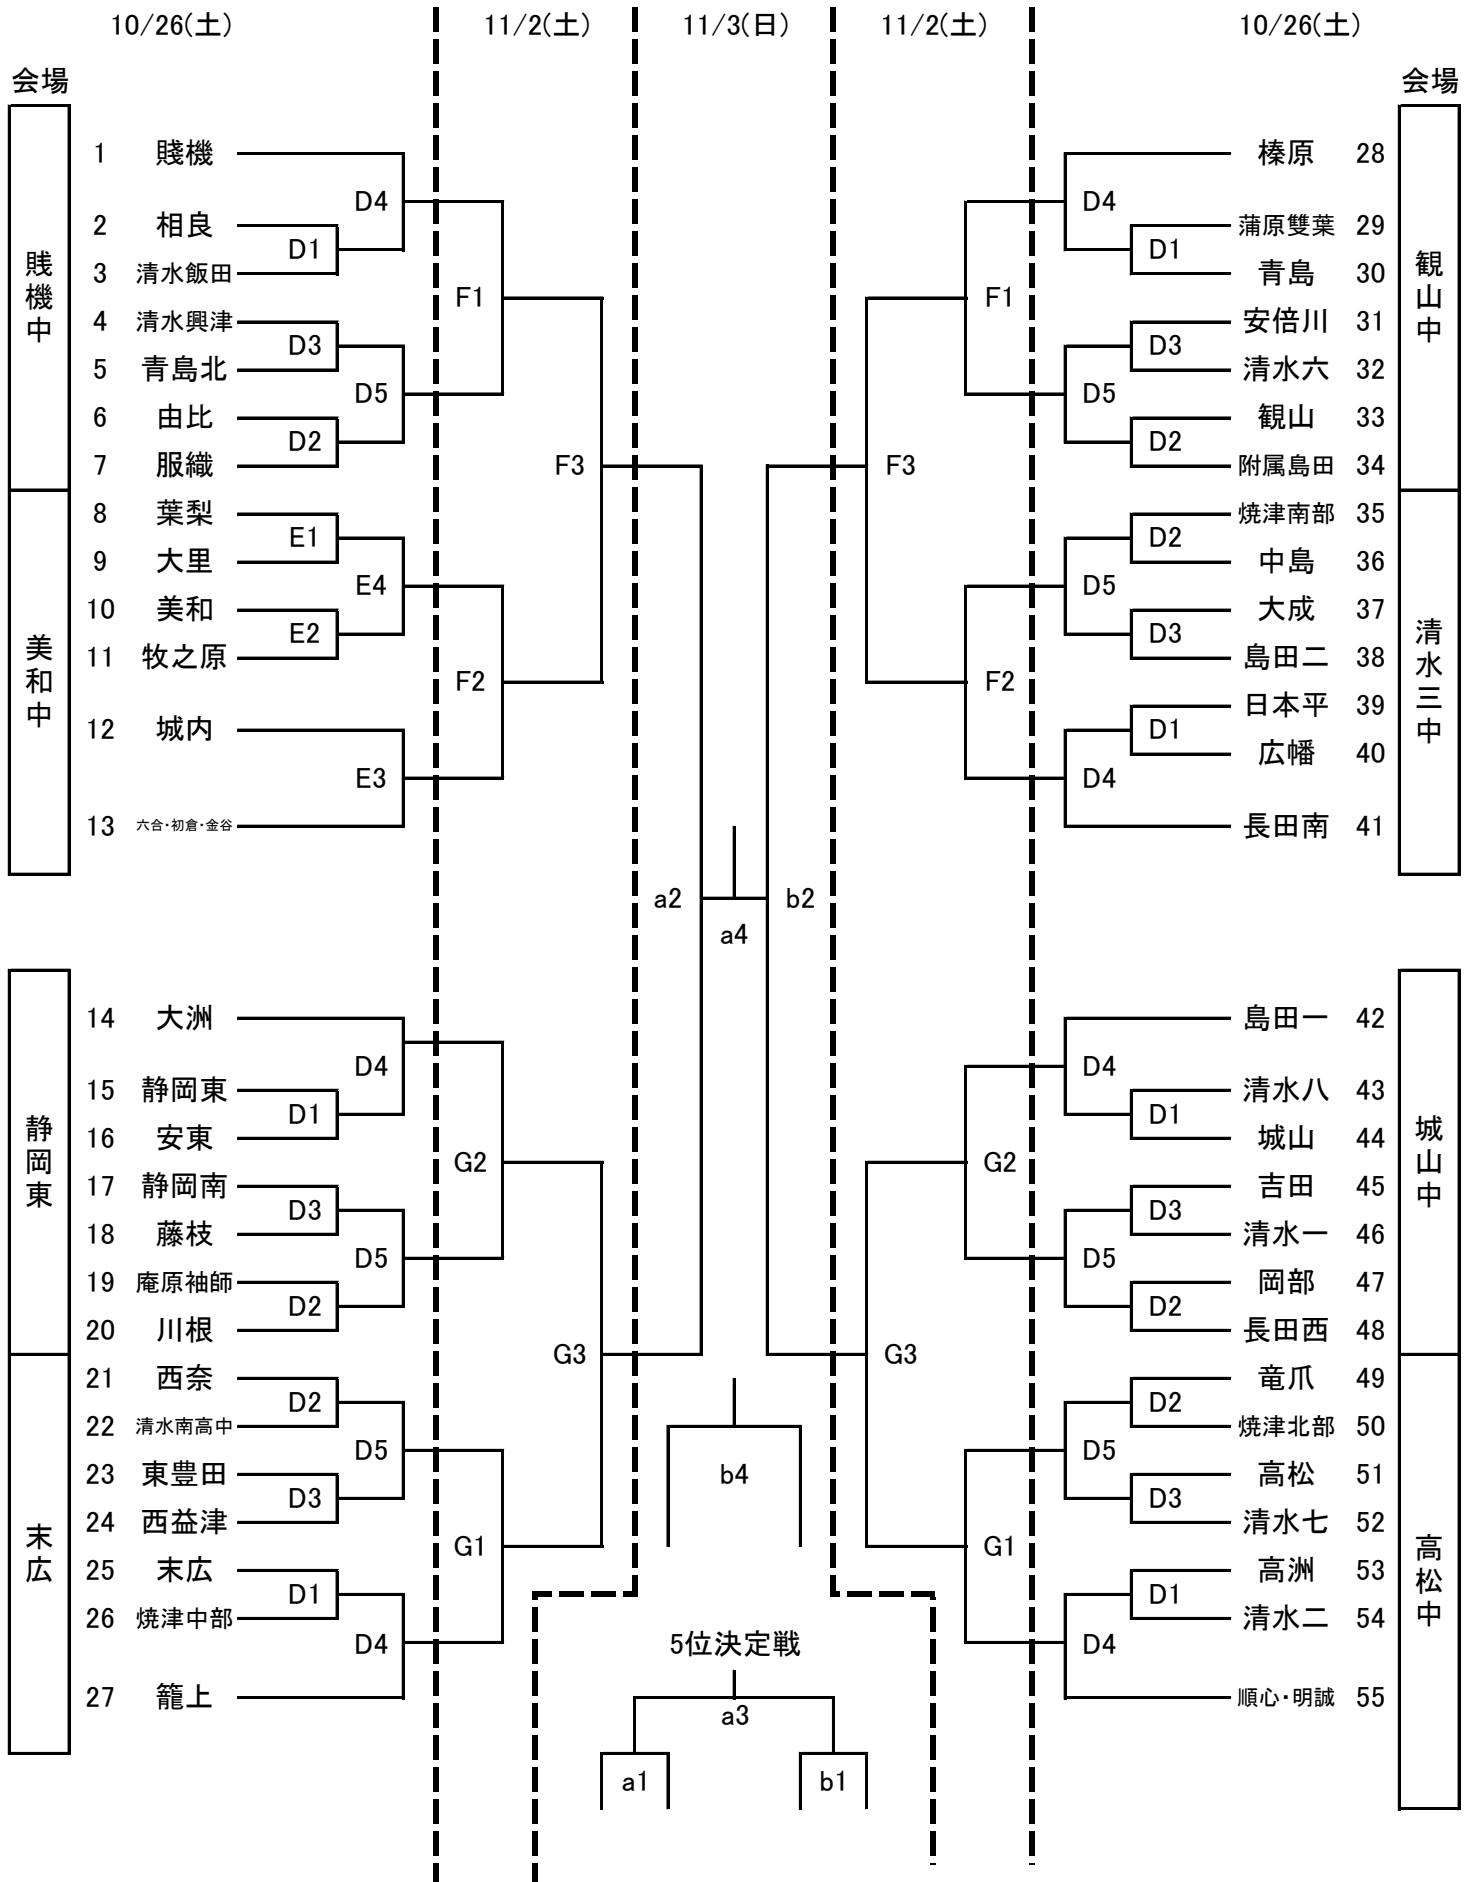 10/26(土) 11/2(土) 11/3(日) 11/2(土) 10/26(土)
会場 会場
賤機中
美和中
静岡東
末広
1 賤機
2 相良
3 清水飯田
4 清水興津
5 青島北
6 由比
7 服織
8 葉梨
9 大里
10 美和
11 牧之原
12 城内
13 六合・初倉・金谷
14 大洲
15 静岡東
16 安東
17 静岡南
18 藤枝
19 庵原袖師
20 川根
21 西奈
22 清水南高中
23 東豊田
24 西益津
25 末広
26 焼津中部
27 籠上
D4
D1
D3
D5
D2
E1
E4
E2
E3
D4
D1
D3
D5
D2
D2
D5
D3
D1
D4
F1
F2
G2
G1
F3
G3
a2
a4
b2
b4
5位決定戦
a3
a1 b1
F3
G3
F1
F2
G2
G1
D4
D1
D3
D5
D2
D2
D5
D3
D1
D4
D4
D1
D3
D5
D2
D2
D5
D3
D1
D4
榛原 28
蒲原雙葉 29
青島 30
安倍川 31
清水六 32
観山 33
附属島田 34
焼津南部 35
中島 36
大成 37
島田二 38
日本平 39
広幡 40
長田南 41
島田一 42
清水八 43
城山 44
吉田 45
清水一 46
岡部 47
長田西 48
竜爪 49
焼津北部 50
高松 51
清水七 52
高洲 53
清水二 54
順心・明誠 55
観山中
清水三中
城山中
高松中